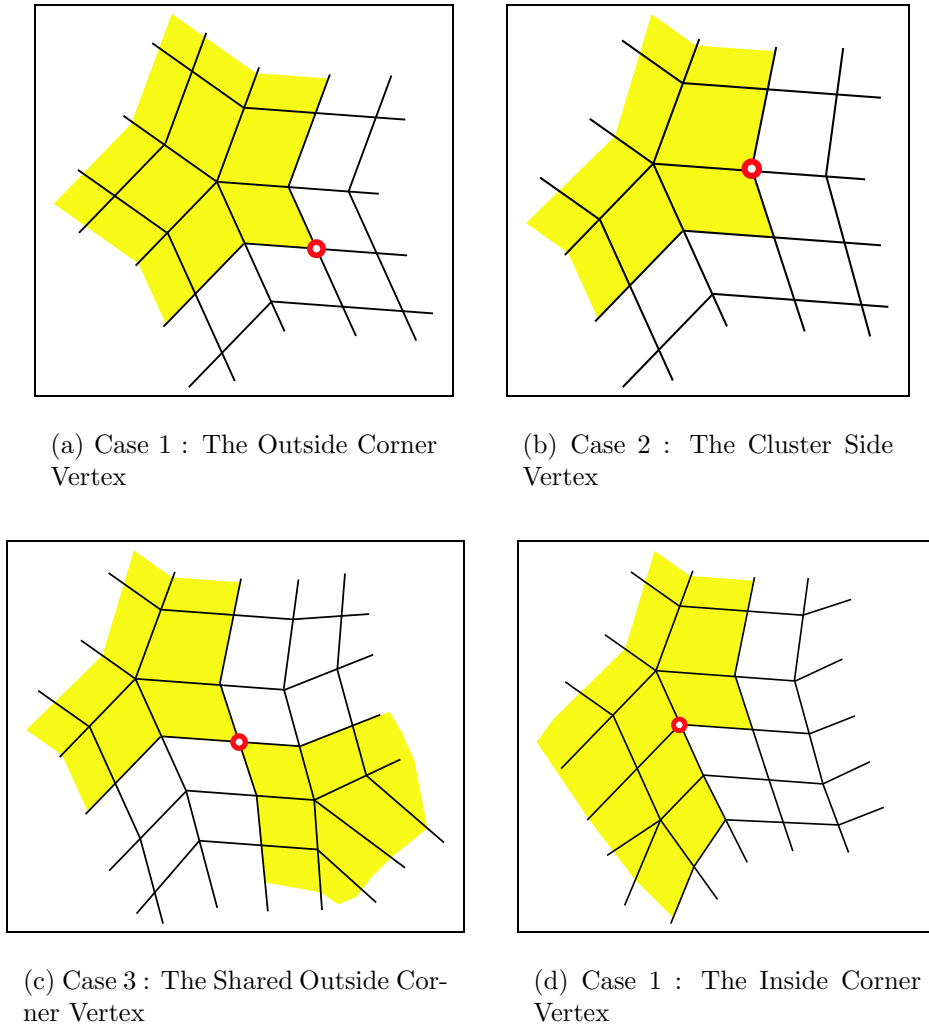 (a) Case 1 : The Outside Corner
Vertex
(b) Case 2 : The Cluster Side
Vertex
(c) Case 3 : The Shared Outside Cor-
ner Vertex
(d) Case 1 : The Inside Corner
Vertex